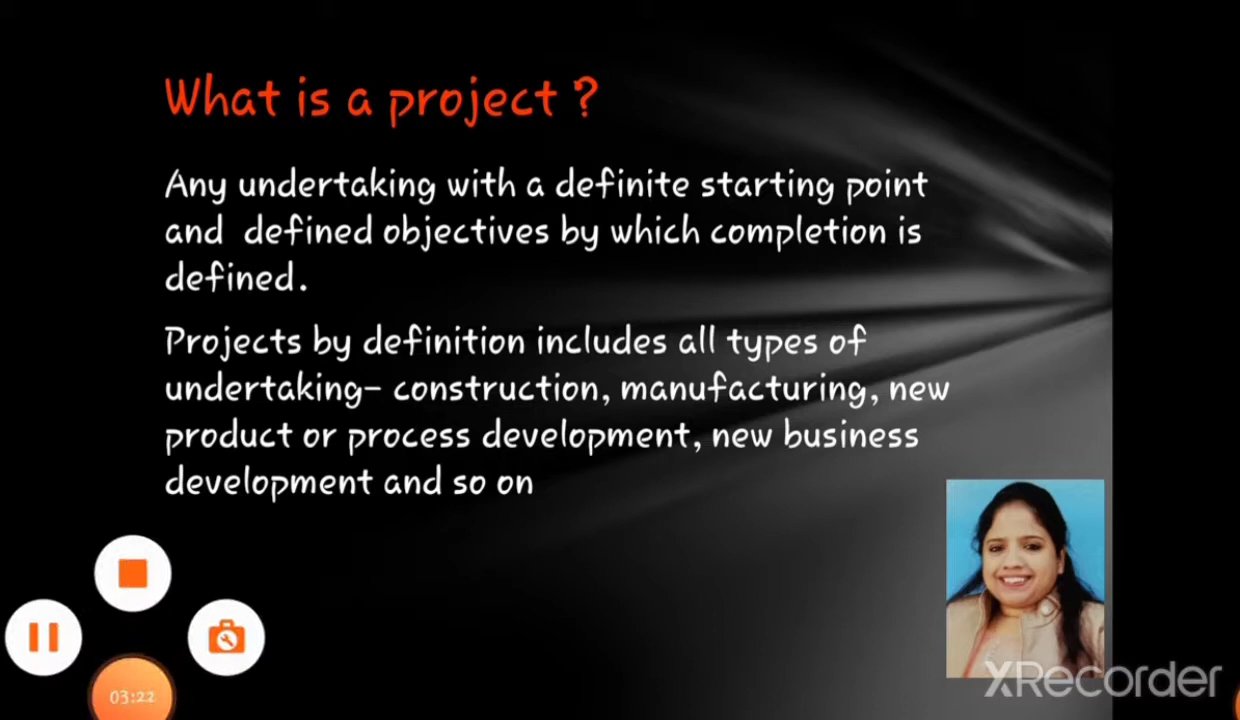 What is a project ?
Any undertaking with a definite starting point
and defined objectives by which completion is
defined.
Projects by definition includes all types of
undertaking- construction, manufacturing, new
product or process development, new business
development and so on
03:22
XRecorder